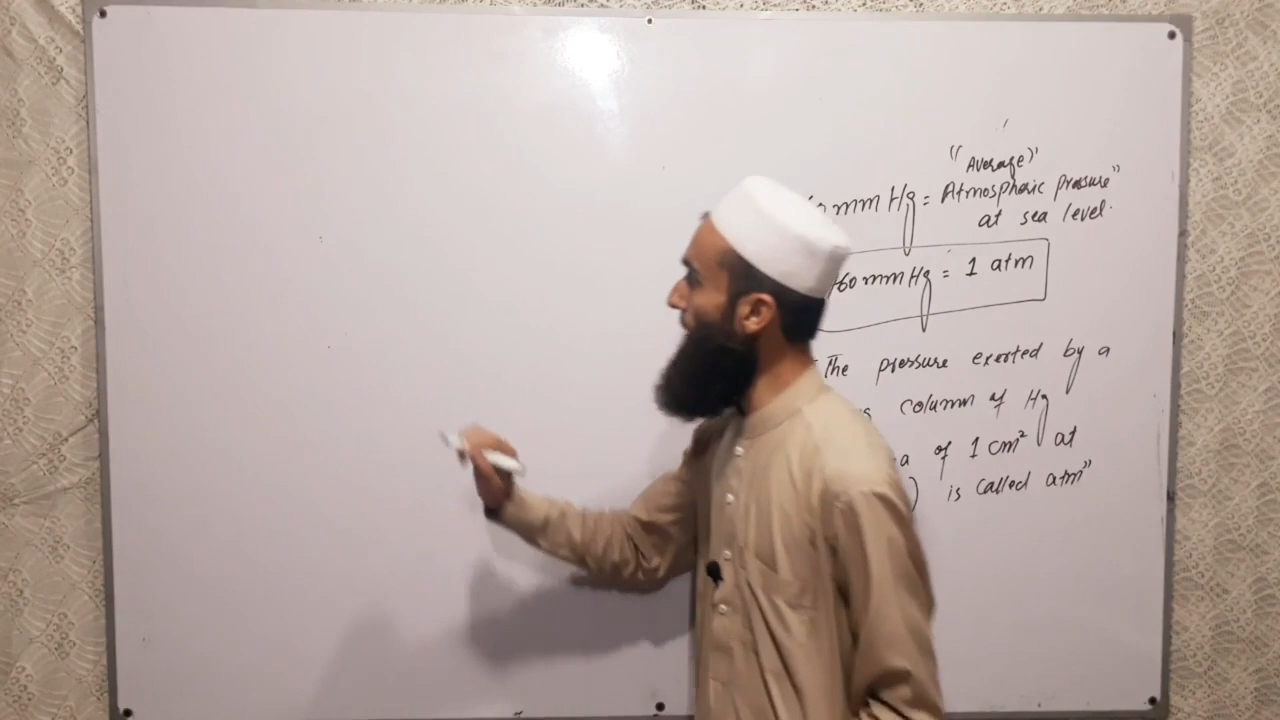 "(Average)"
mm Hg = Atmospheric pressure"
at sea level.
760 mm Hg = 1 atm
The pressure exerted by a
column of Hg
of 1 cm² at
) is called atm"